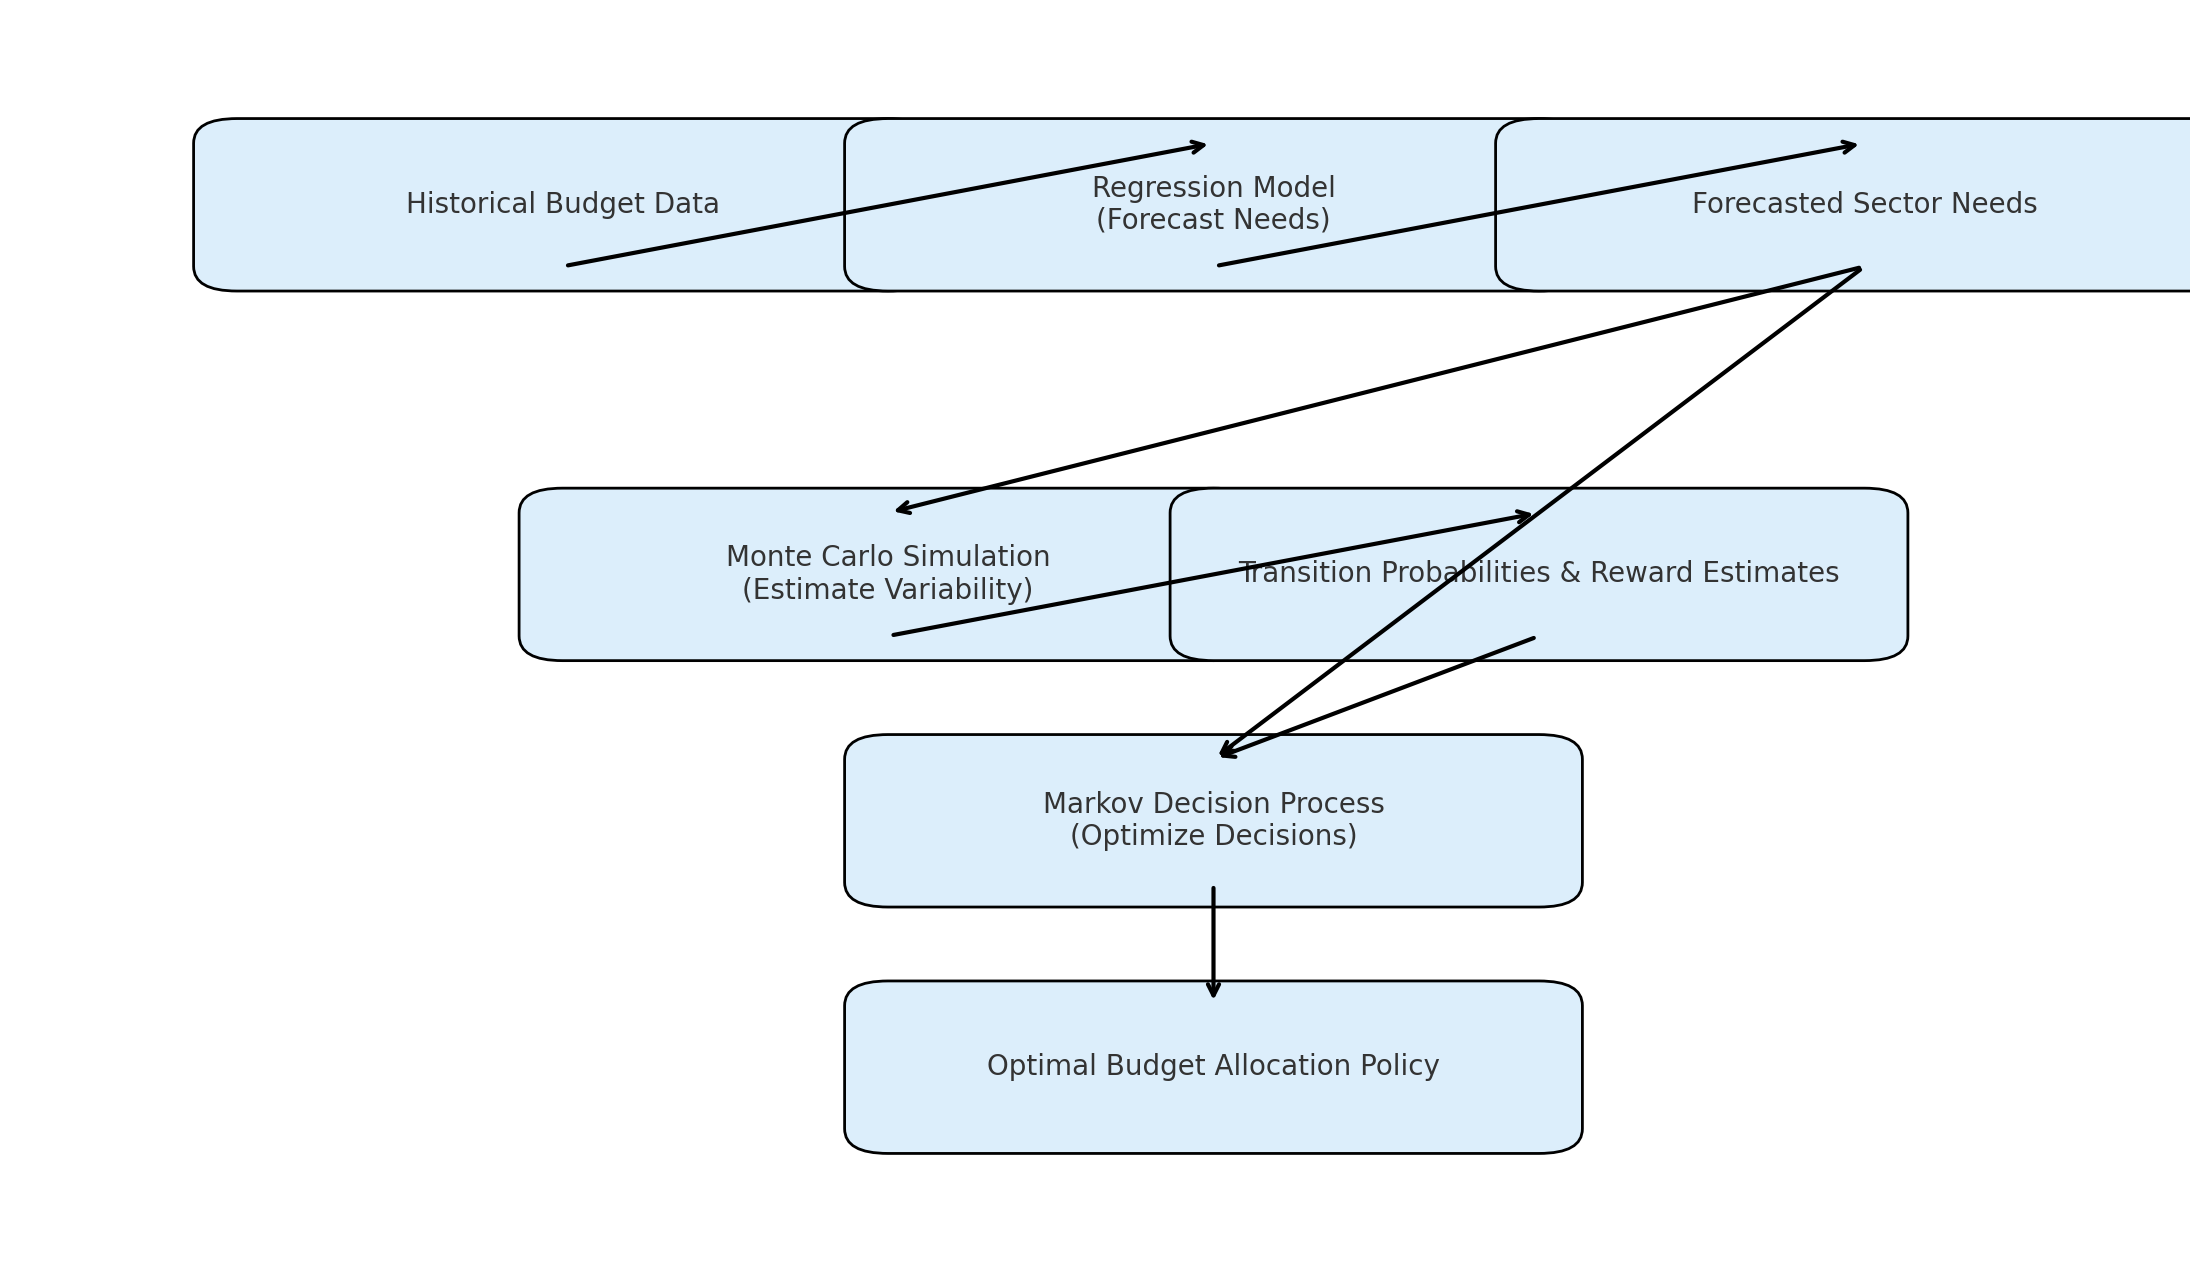 Historical Budget Data
Regression Model
(Forecast Needs)
Forecasted Sector Needs
Monte Carlo Simulation
(Estimate Variability)
Transition Probabilities & Reward Estimates
Markov Decision Process
(Optimize Decisions)
Optimal Budget Allocation Policy